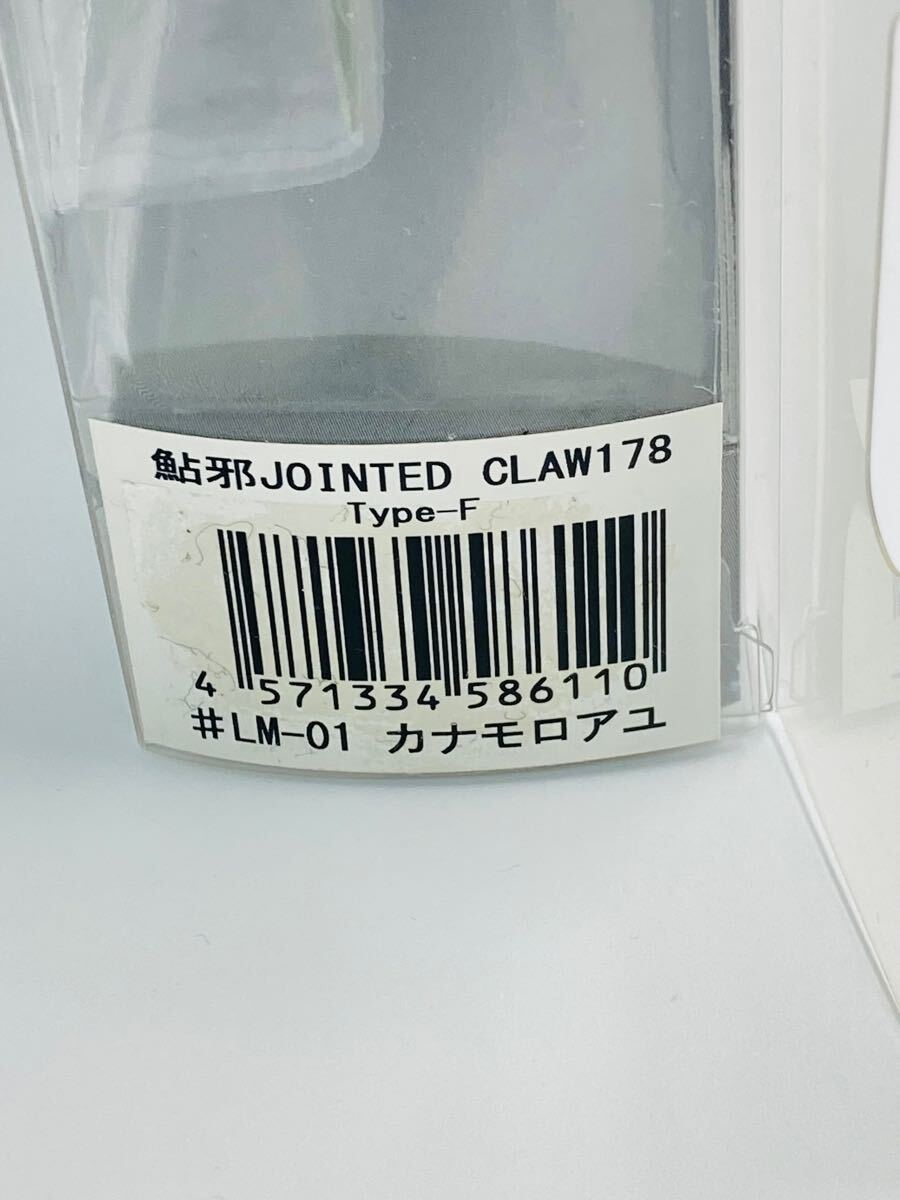 鮎邪JOINTED CLAW178
Type-F
4 571334 586110
#LM-01 カナモロアユ